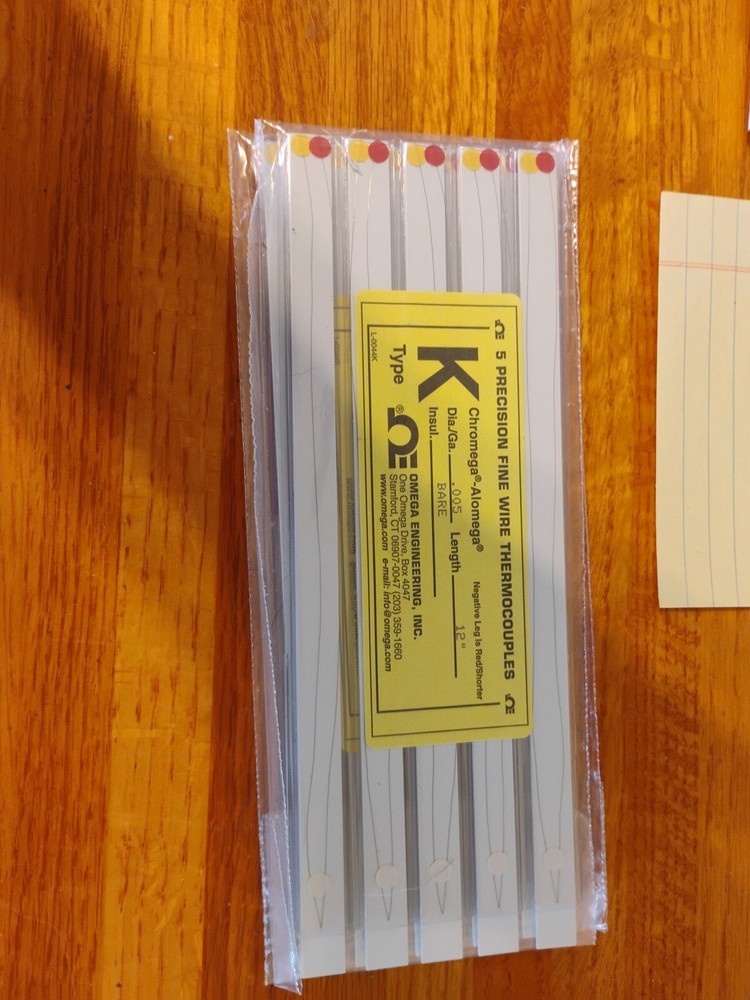 5 PRECISION FINE WIRE THERMOCOUPLES
K
Type
Chromega®-Alomega®
Negative Leg Is Red/Shorter
Dia./Ga. .005 Length 12"
Insul. BARE
®
OMEGA ENGINEERING, INC.
One Omega Drive, Box 4047
Stamford, CT 06907-0047 (203) 359-1660
www.omega.com e-mail: info@omega.com
L-0044K